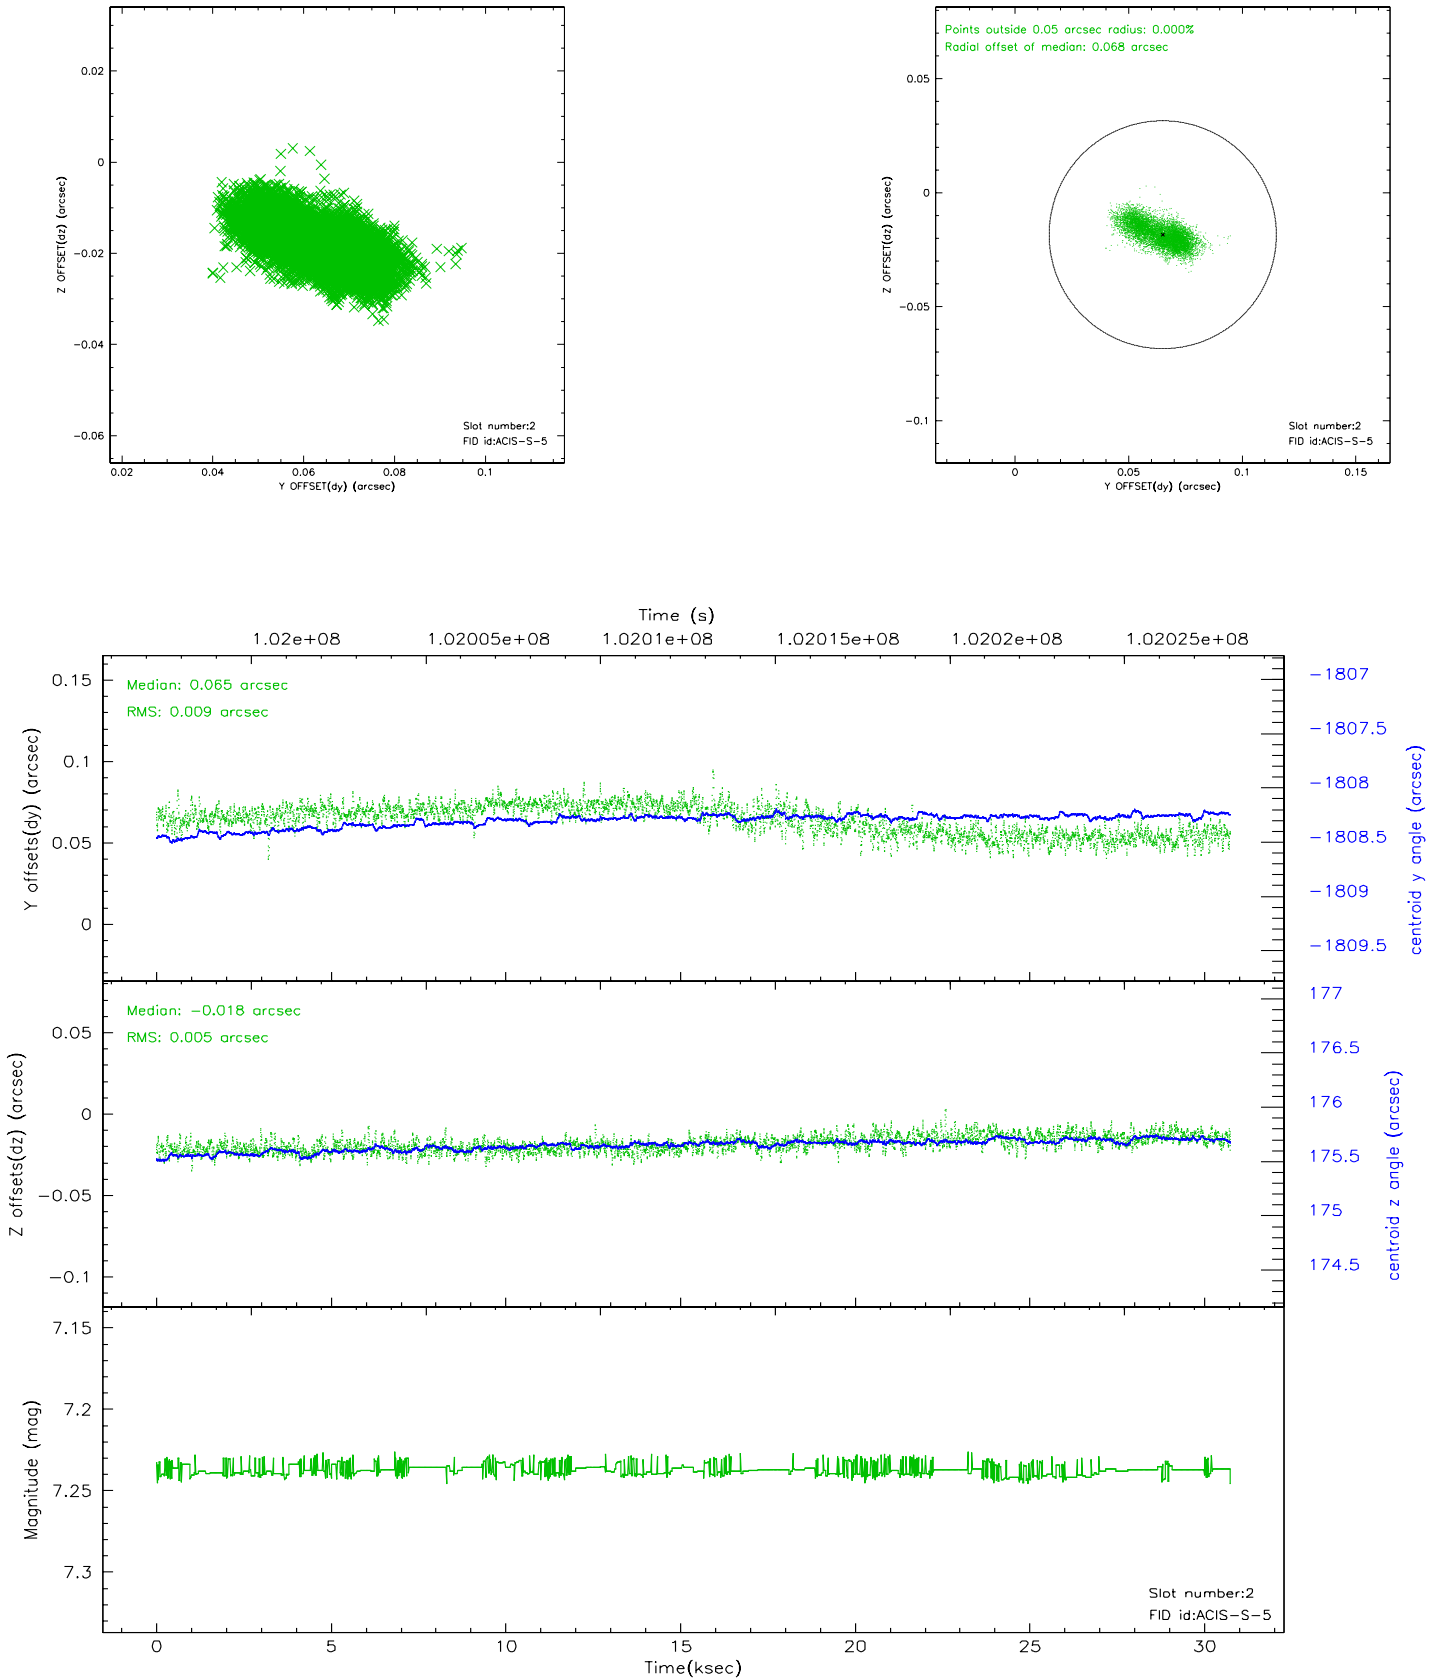 0.02
0
−0.02
−0.04
−0.06
Z OFFSET(dz) (arcsec)
Slot number:2
FID id:ACIS−S−5
0.02 0.04 0.06 0.08 0.1
Y OFFSET(dy) (arcsec)
Points outside 0.05 arcsec radius: 0.000%
Radial offset of median: 0.068 arcsec
0.05
0
−0.05
−0.1
Z OFFSET(dz) (arcsec)
Slot number:2
FID id:ACIS−S−5
0 0.05 0.1 0.15
Y OFFSET(dy) (arcsec)
Time (s)
1.02e+08 1.02005e+08 1.0201e+08 1.02015e+08 1.0202e+08 1.02025e+08
Median: 0.065 arcsec
RMS: 0.009 arcsec
0.15
0.1
0.05
0
Y offsets(dy) (arcsec)
−1807
−1807.5
−1808
−1808.5
−1809
−1809.5
centroid y angle (arcsec)
Median: −0.018 arcsec
RMS: 0.005 arcsec
0.05
0
−0.05
−0.1
Z offsets(dz) (arcsec)
177
176.5
176
175.5
175
174.5
centroid z angle (arcsec)
7.15
7.2
7.25
7.3
Magnitude (mag)
Slot number:2
FID id:ACIS−S−5
0 5 10 15 20 25 30
Time(ksec)